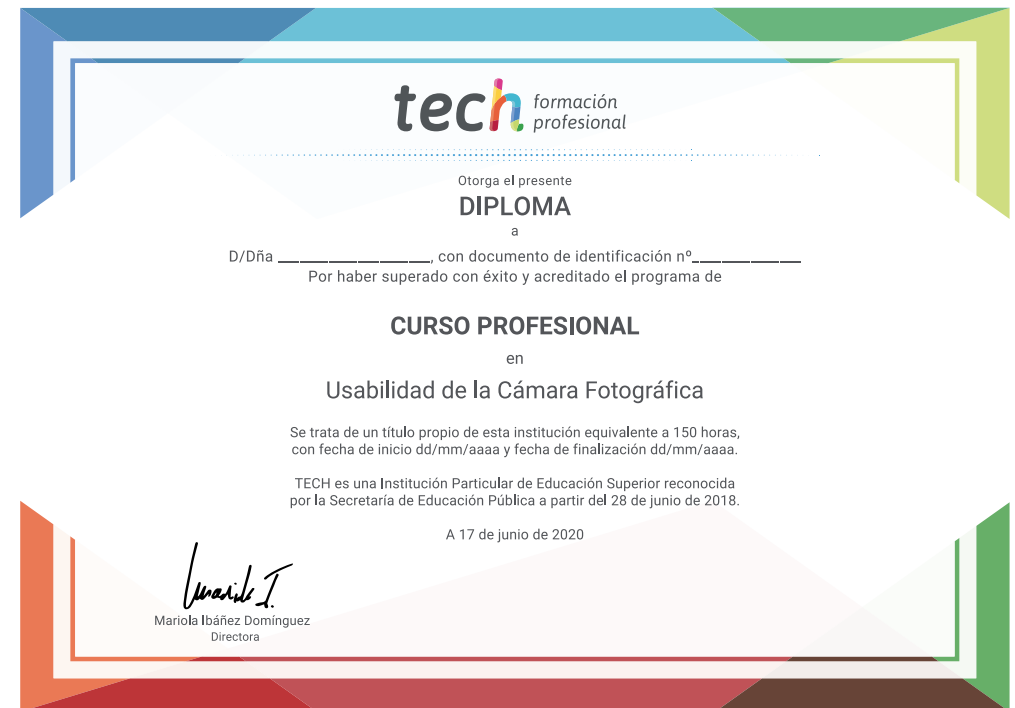 tech formación
profesional
Otorga el presente
DIPLOMA
a
D/Dña ______________, con documento de identificación nº__________
Por haber superado con éxito y acreditado el programa de
CURSO PROFESIONAL
en
Usabilidad de la Cámara Fotográfica
Se trata de un título propio de esta institución equivalente a 150 horas,
con fecha de inicio dd/mm/aaaa y fecha de finalización dd/mm/aaaa.
TECH es una Institución Particular de Educación Superior reconocida
por la Secretaría de Educación Pública a partir del 28 de junio de 2018.
A 17 de junio de 2020
Mariola I.
Mariola Ibáñez Domínguez
Directora